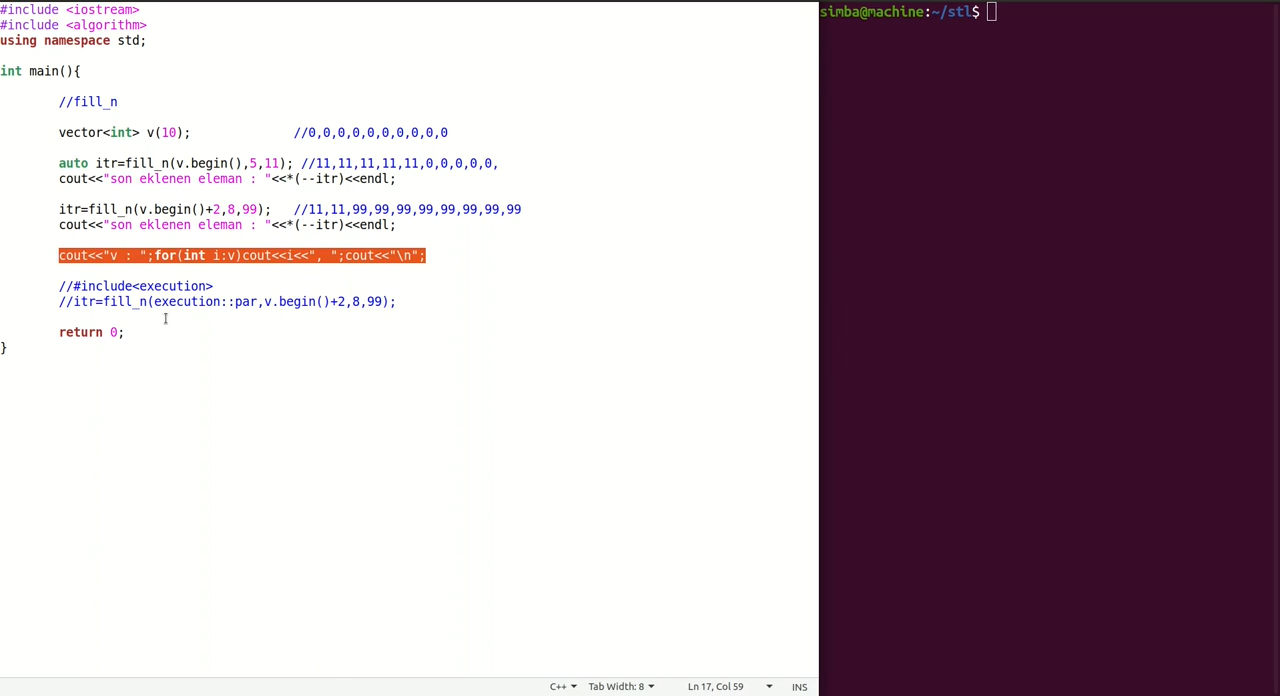 #include <iostream>
#include <algorithm>
using namespace std;
int main(){
//fill_n
vector<int> v(10); //0,0,0,0,0,0,0,0,0,0
auto itr=fill_n(v.begin(),5,11); //11,11,11,11,11,0,0,0,0,0,
cout<<"son eklenen eleman : "<<*(--itr)<<endl;
itr=fill_n(v.begin()+2,8,99); //11,11,99,99,99,99,99,99,99,99
cout<<"son eklenen eleman : "<<*(--itr)<<endl;
cout<<"v : ";for(int i:v)cout<<i<<", ";cout<<"\n";
//#include<execution>
//itr=fill_n(execution::par,v.begin()+2,8,99);
return 0;
}
C++ Tab Width: 8 Ln 17, Col 59 INS
simba@machine:~/stl$